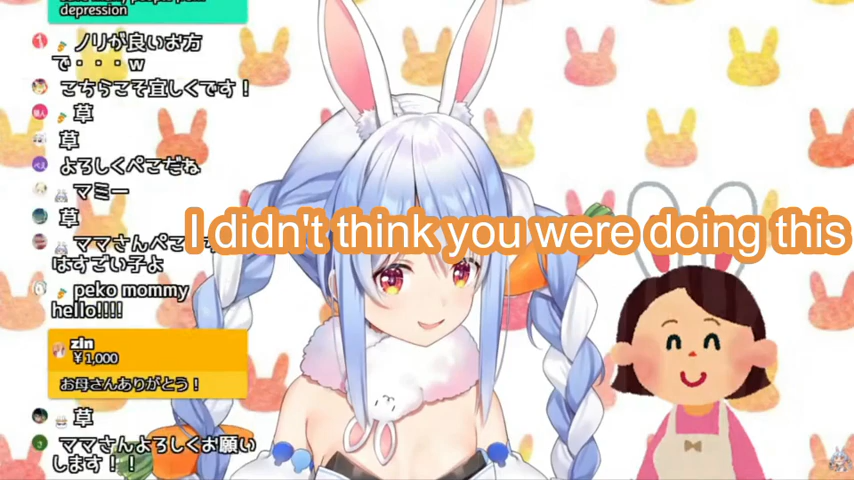 depression
ノリが良いお方
で・・・w
こちらこそ宜しくです！
草
草
よろしくぺこだね
マミー
草
ママさんぺこ
はすごい子よ
I didn't think you were doing this
peko mommy
hello!!!!
zin
￥1,000
お母さんありがとう！
草
ママさんよろしくお願い
します！！